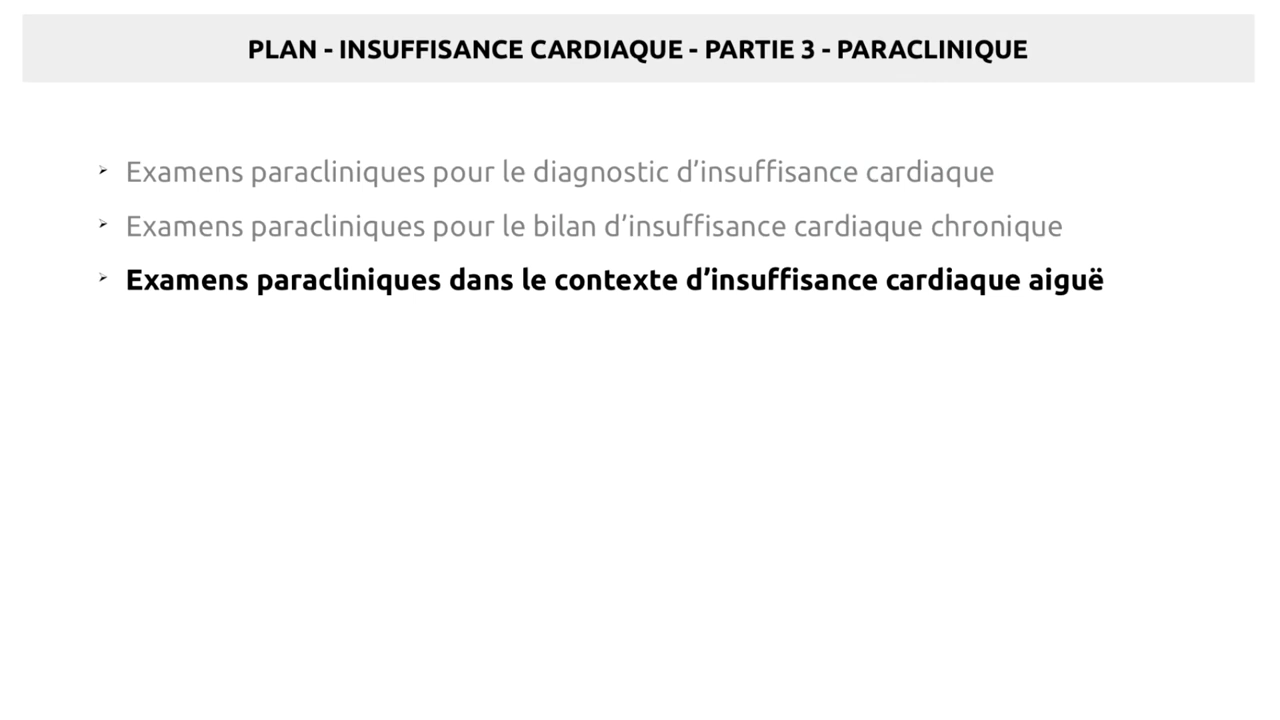 PLAN - INSUFFISANCE CARDIAQUE - PARTIE 3 - PARACLINIQUE
➢ Examens paracliniques pour le diagnostic d’insuffisance cardiaque
➢ Examens paracliniques pour le bilan d’insuffisance cardiaque chronique
➢ Examens paracliniques dans le contexte d’insuffisance cardiaque aiguë